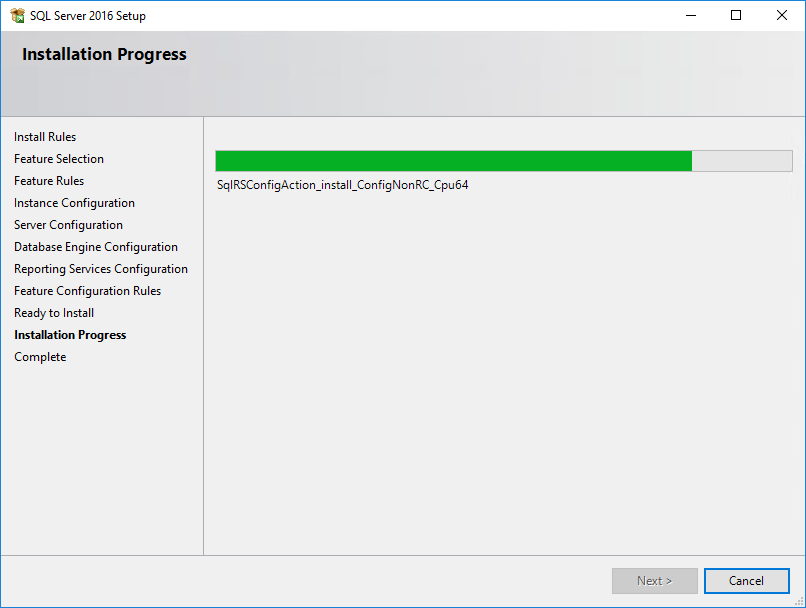 SQL Server 2016 Setup
Installation Progress
Install Rules
Feature Selection
Feature Rules
Instance Configuration
Server Configuration
Database Engine Configuration
Reporting Services Configuration
Feature Configuration Rules
Ready to Install
Installation Progress
Complete
SqlRSConfigAction_install_ConfigNonRC_Cpu64
Next >
Cancel